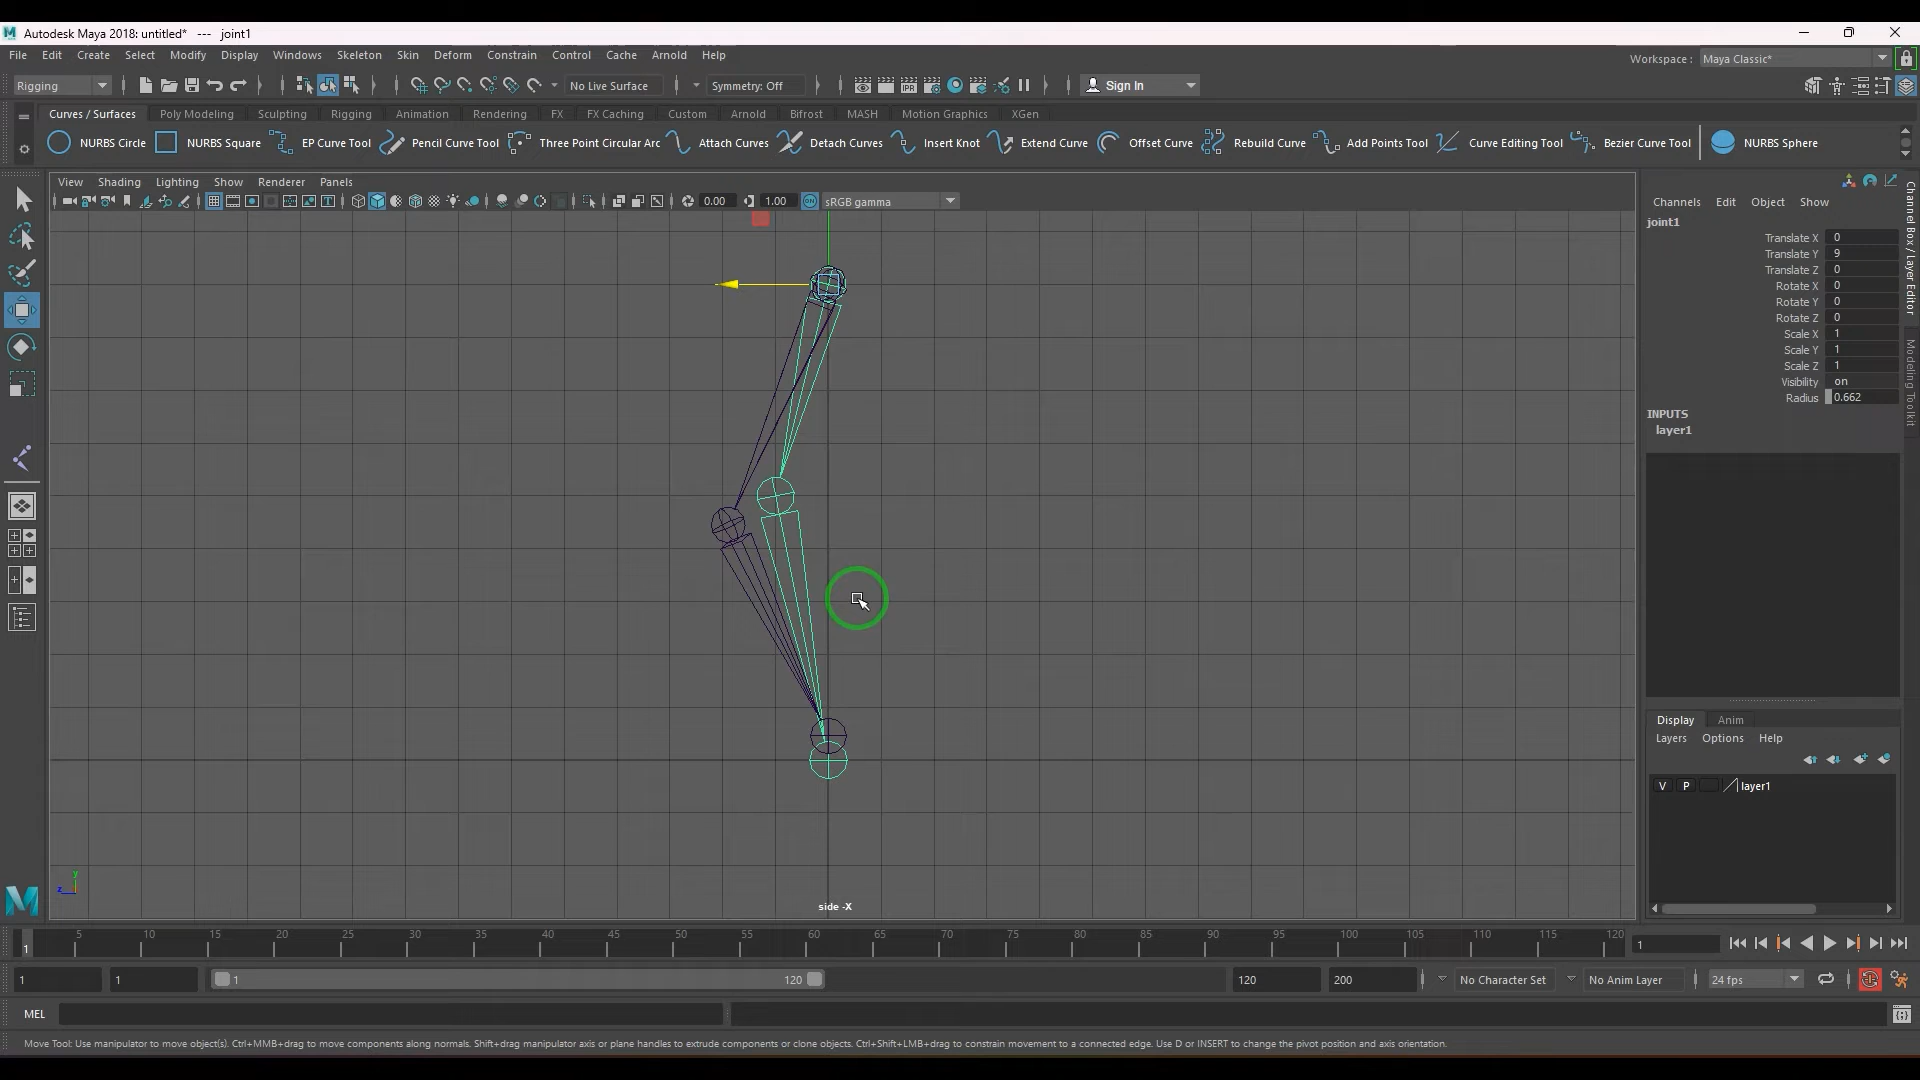 Autodesk Maya 2018: untitled* --- joint1
File Edit Create Select Modify Display Windows Skeleton Skin Deform Constrain Control Cache Arnold Help
Workspace : Maya Classic*
Rigging
No Live Surface
Symmetry: Off
IPR
Sign In
Curves / Surfaces Poly Modeling Sculpting Rigging Animation Rendering FX FX Caching Custom Arnold Bifrost MASH Motion Graphics XGen
NURBS Circle NURBS Square EP Curve Tool Pencil Curve Tool Three Point Circular Arc Attach Curves Detach Curves Insert Knot Extend Curve Offset Curve Rebuild Curve Add Points Tool Curve Editing Tool Bezier Curve Tool NURBS Sphere
View Shading Lighting Show Renderer Panels
0.00 1.00 ON sRGB gamma
Channels Edit Object Show
joint1
Translate X 0
Translate Y 9
Translate Z 0
Rotate X 0
Rotate Y 0
Rotate Z 0
Scale X 1
Scale Y 1
Scale Z 1
Visibility on
Radius 0.662
INPUTS
layer1
Channel Box / Layer Editor
Modeling Toolkit
Display Anim
Layers Options Help
V P layer1
y
z
side -X
5 10 15 20 25 30 35 40 45 50 55 60 65 70 75 80 85 90 95 100 105 110 115 120
1
1
1 1 1 120 120 200 No Character Set No Anim Layer 24 fps
MEL
Move Tool: Use manipulator to move object(s). Ctrl+MMB+drag to move components along normals. Shift+drag manipulator axis or plane handles to extrude components or clone objects. Ctrl+Shift+LMB+drag to constrain movement to a connected edge. Use D or INSERT to change the pivot position and axis orientation.